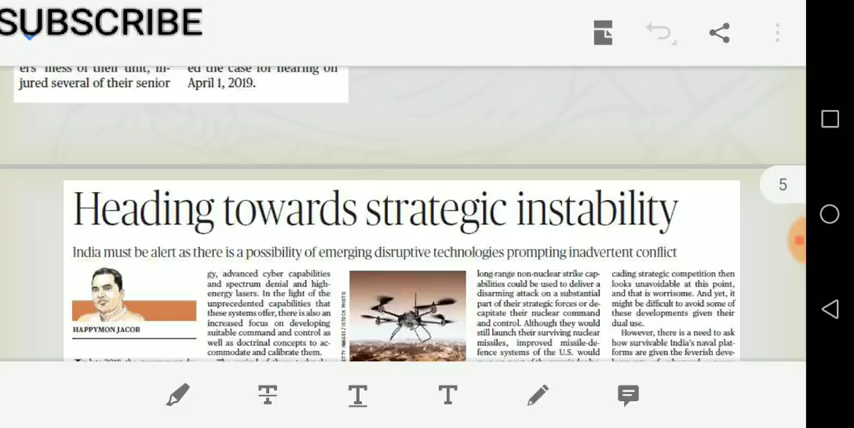 SUBSCRIBE
ers' mess of their unit, in-
jured several of their senior
ed the case for hearing on
April 1, 2019.
5
Heading towards strategic instability
India must be alert as there is a possibility of emerging disruptive technologies prompting inadvertent conflict
HAPPYMON JACOB
gy, advanced cyber capabilities
and spectrum denial and high-
energy lasers. In the light of the
unprecedented capabilities that
these systems offer, there is also an
increased focus on developing
suitable command and control as
well as doctrinal concepts to ac-
commodate and calibrate them.
long-range non-nuclear strike cap-
abilities could be used to deliver a
disarming attack on a substantial
part of their strategic forces or de-
capitate their nuclear command
and control. Although they would
still launch their surviving nuclear
missiles, improved missile-de-
fence systems of the U.S. would
cading strategic competition then
looks unavoidable at this point,
and that is worrisome. And yet, it
might be difficult to avoid some of
these developments given their
dual use.
However, there is a need to ask
how survivable India's naval plat-
forms are given the feverish deve-
T
T
T